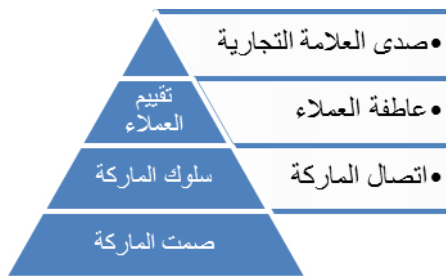 •صدى العلامة التجارية
تقييم
العملاء
•عاطفة العملاء
سلوك الماركة
•اتصال الماركة
صمت الماركة